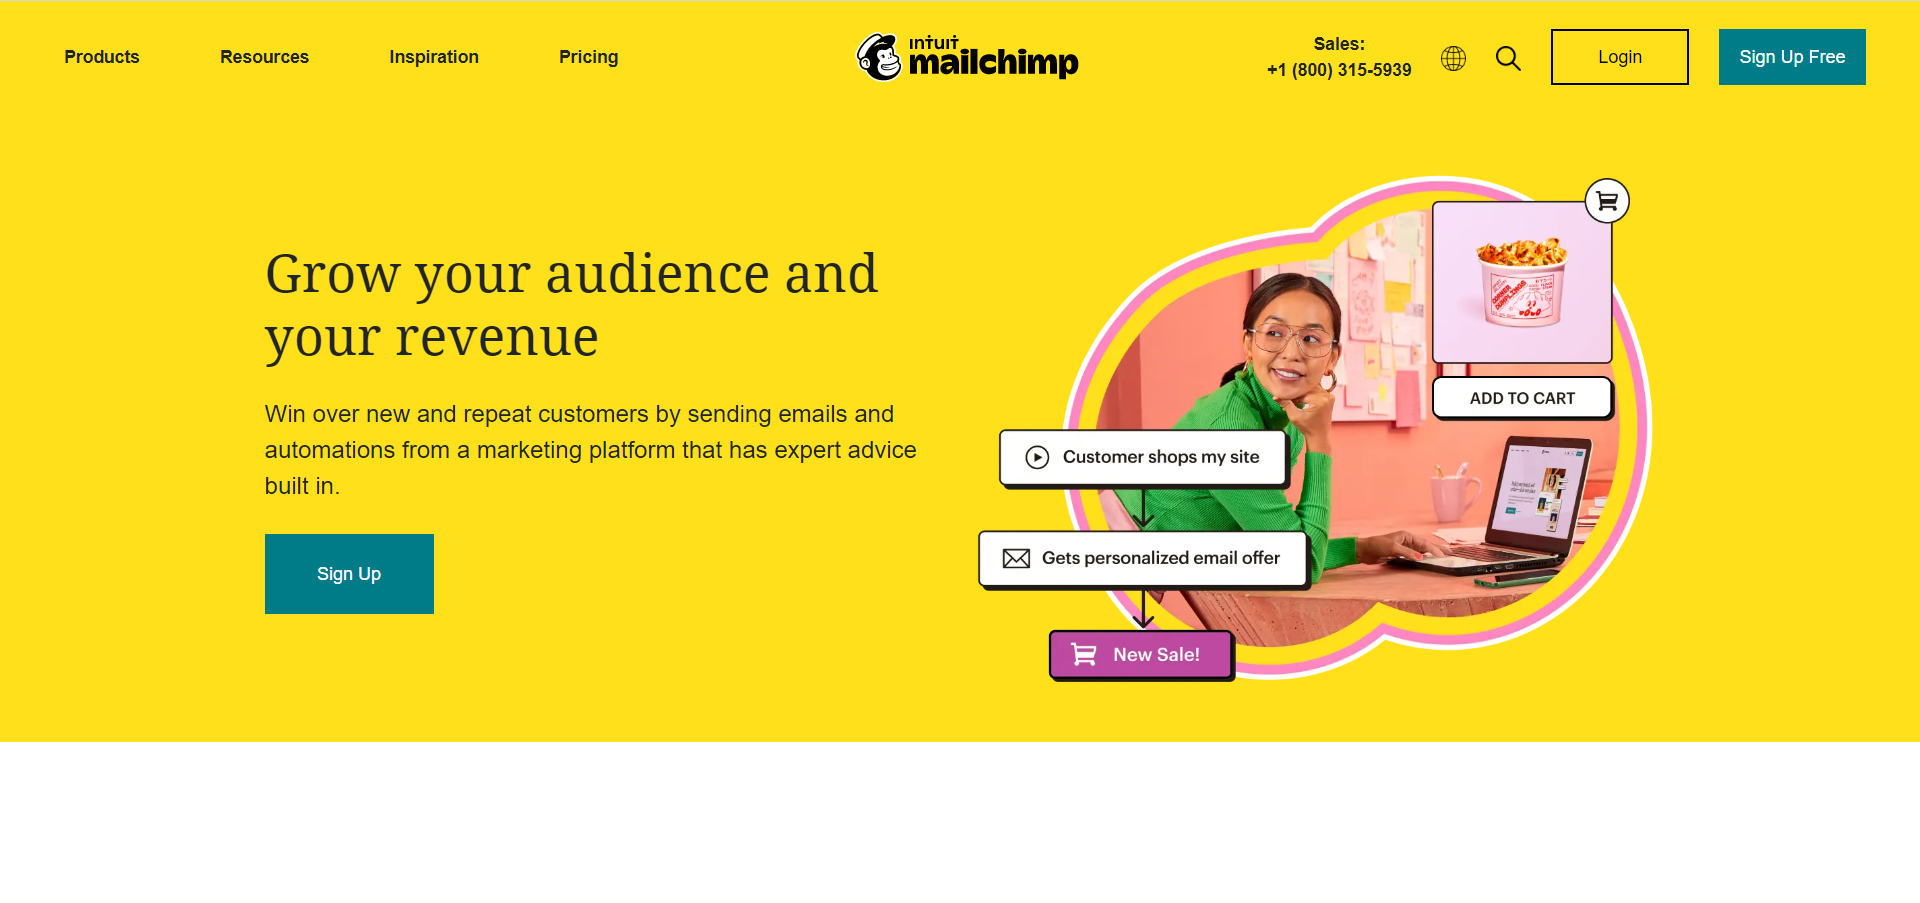 Products
Resources
Inspiration
Pricing
intuit
mailchimp
Sales:
+1 (800) 315-5939
Login
Sign Up Free
Grow your audience and
your revenue
Win over new and repeat customers by sending emails and
automations from a marketing platform that has expert advice
built in.
Sign Up
CORNER
DUMPLINGS
ADD TO CART
Customer shops my site
Gets personalized email offer
New Sale!